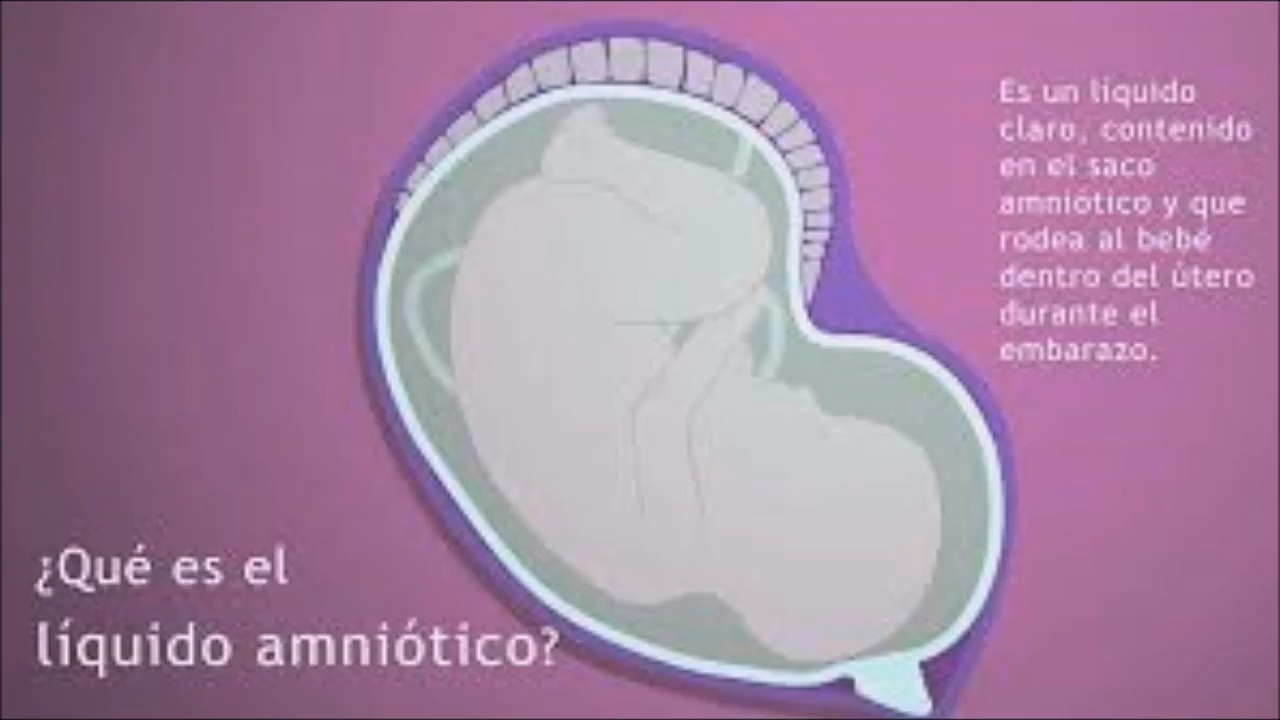 Es un líquido
claro, contenido
en el saco
amniótico y que
rodea al bebé
dentro del útero
durante el
embarazo.
¿Qué es el
líquido amniótico?